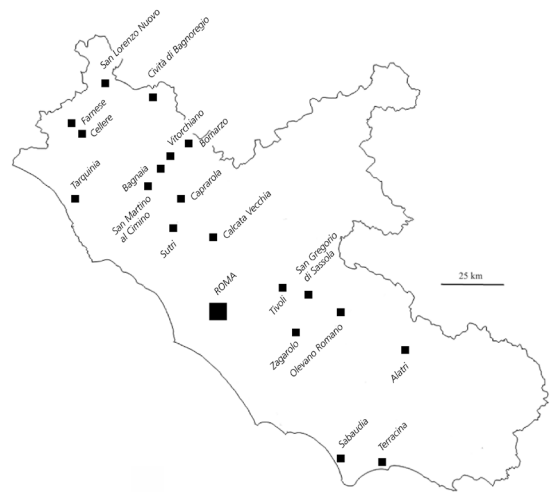 San Lorenzo Nuovo
Cività di Bagnoregio
Farnese
Cellere
Vitorchiano
Bomarzo
Bagnaia
Tarquinia
Caprarola
San Martino
al Cimino
Sutri
Calcata Vecchia
San Gregorio
di Sassola
25 km
ROMA
Tivoli
Zagarolo
Olevano Romano
Alatri
Sabaudia
Terracina